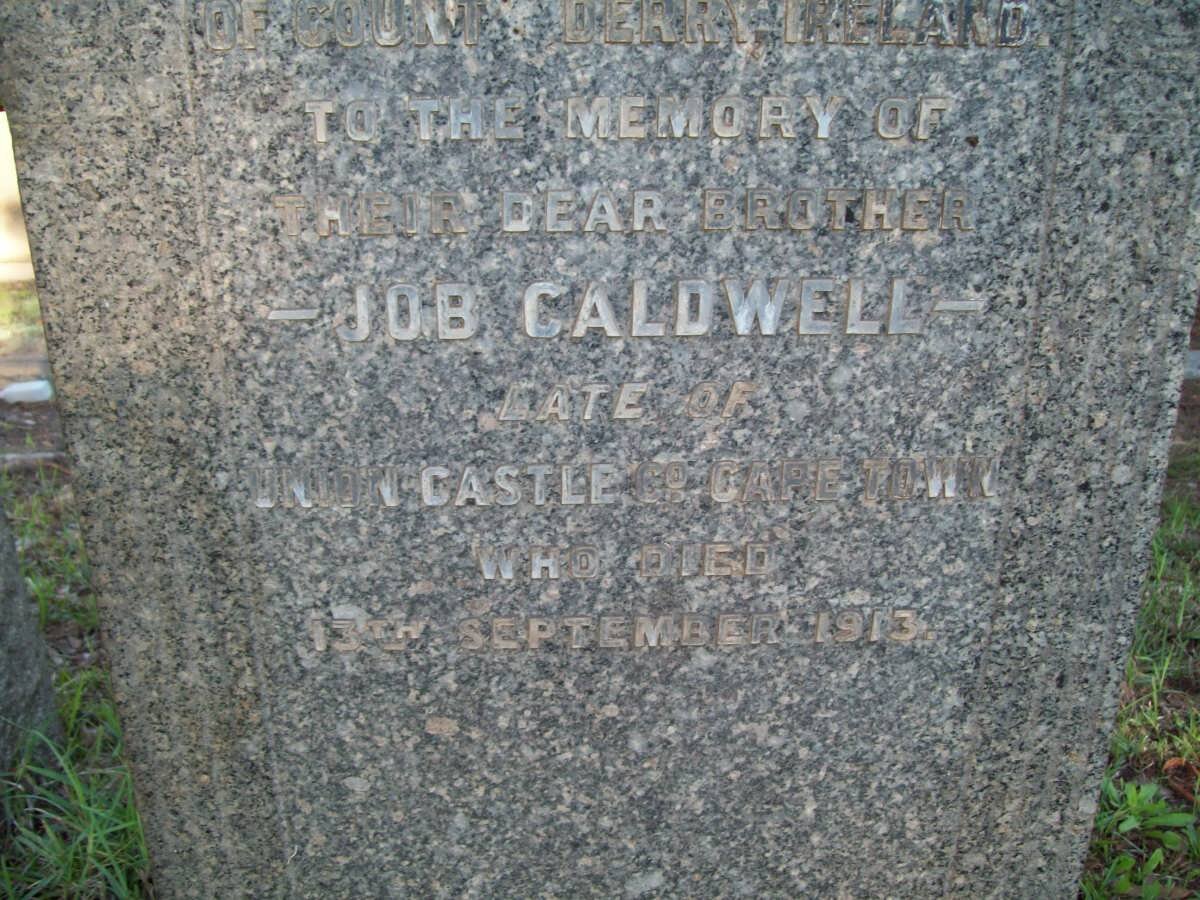 OF COUNT DERRY, IRELAND.
TO THE MEMORY OF
THEIR DEAR BROTHER
— JOB CALDWELL —
LATE OF
UNION CASTLE Cº CAPE TOWN
WHO DIED
13TH SEPTEMBER 1913.